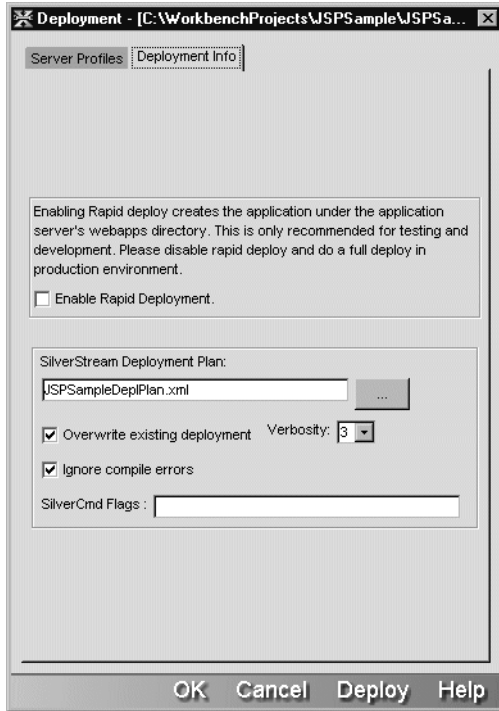 Deployment - [C:\WorkbenchProjects\JSPSample\JSPSa...
Server Profiles Deployment Info
Enabling Rapid deploy creates the application under the application
server's webapps directory. This is only recommended for testing and
development. Please disable rapid deploy and do a full deploy in
production environment.
Enable Rapid Deployment.
SilverStream Deployment Plan:
JSPSampleDeplPlan.xml ...
Overwrite existing deployment Verbosity: 3
Ignore compile errors
SilverCmd Flags :
OK Cancel Deploy Help